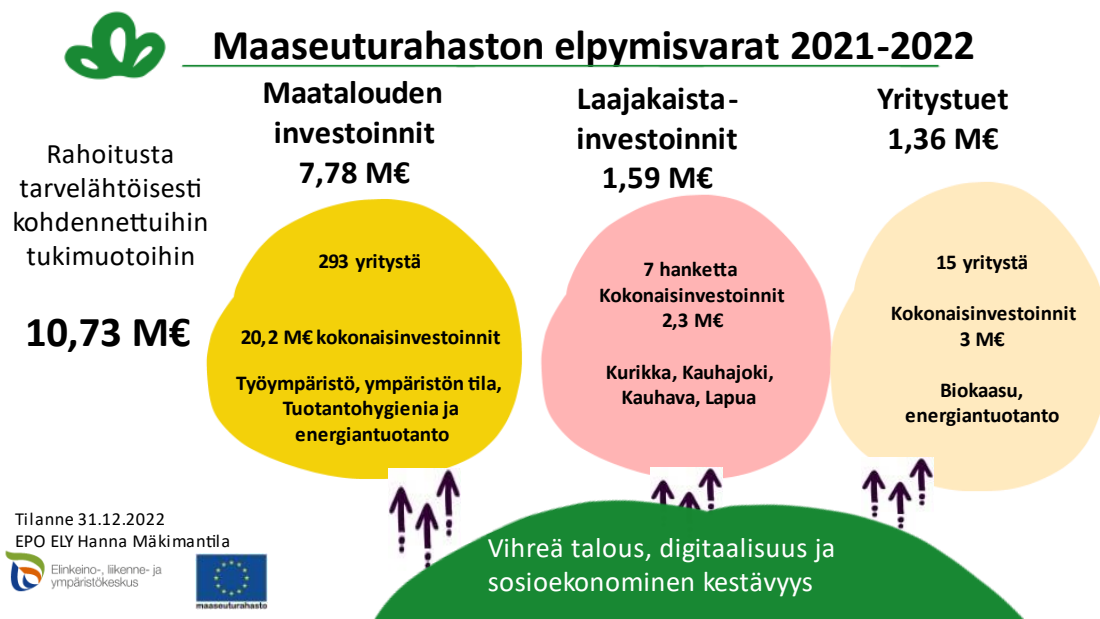 Maaseuturahaston elpymisvarat 2021-2022
Rahoitusta
tarvelähtöisesti
kohdennettuihin
tukimuotoihin
10,73 M€
Maatalouden
investoinnit
7,78 M€
293 yritystä
20,2 M€ kokonaisinvestoinnit
Työympäristö, ympäristön tila,
Tuotantohygienia ja
energiantuotanto
Laajakaista-
investoinnit
1,59 M€
7 hanketta
Kokonaisinvestoinnit
2,3 M€
Kurikka, Kauhajoki,
Kauhava, Lapua
Yritystuet
1,36 M€
15 yritystä
Kokonaisinvestoinnit
3 M€
Biokaasu,
energiantuotanto
Vihreä talous, digitaalisuus ja
sosioekonominen kestävyys
Tilanne 31.12.2022
EPO ELY Hanna Mäkimantila
Elinkeino-, liikenne- ja
ympäristökeskus
maaseuturahasto